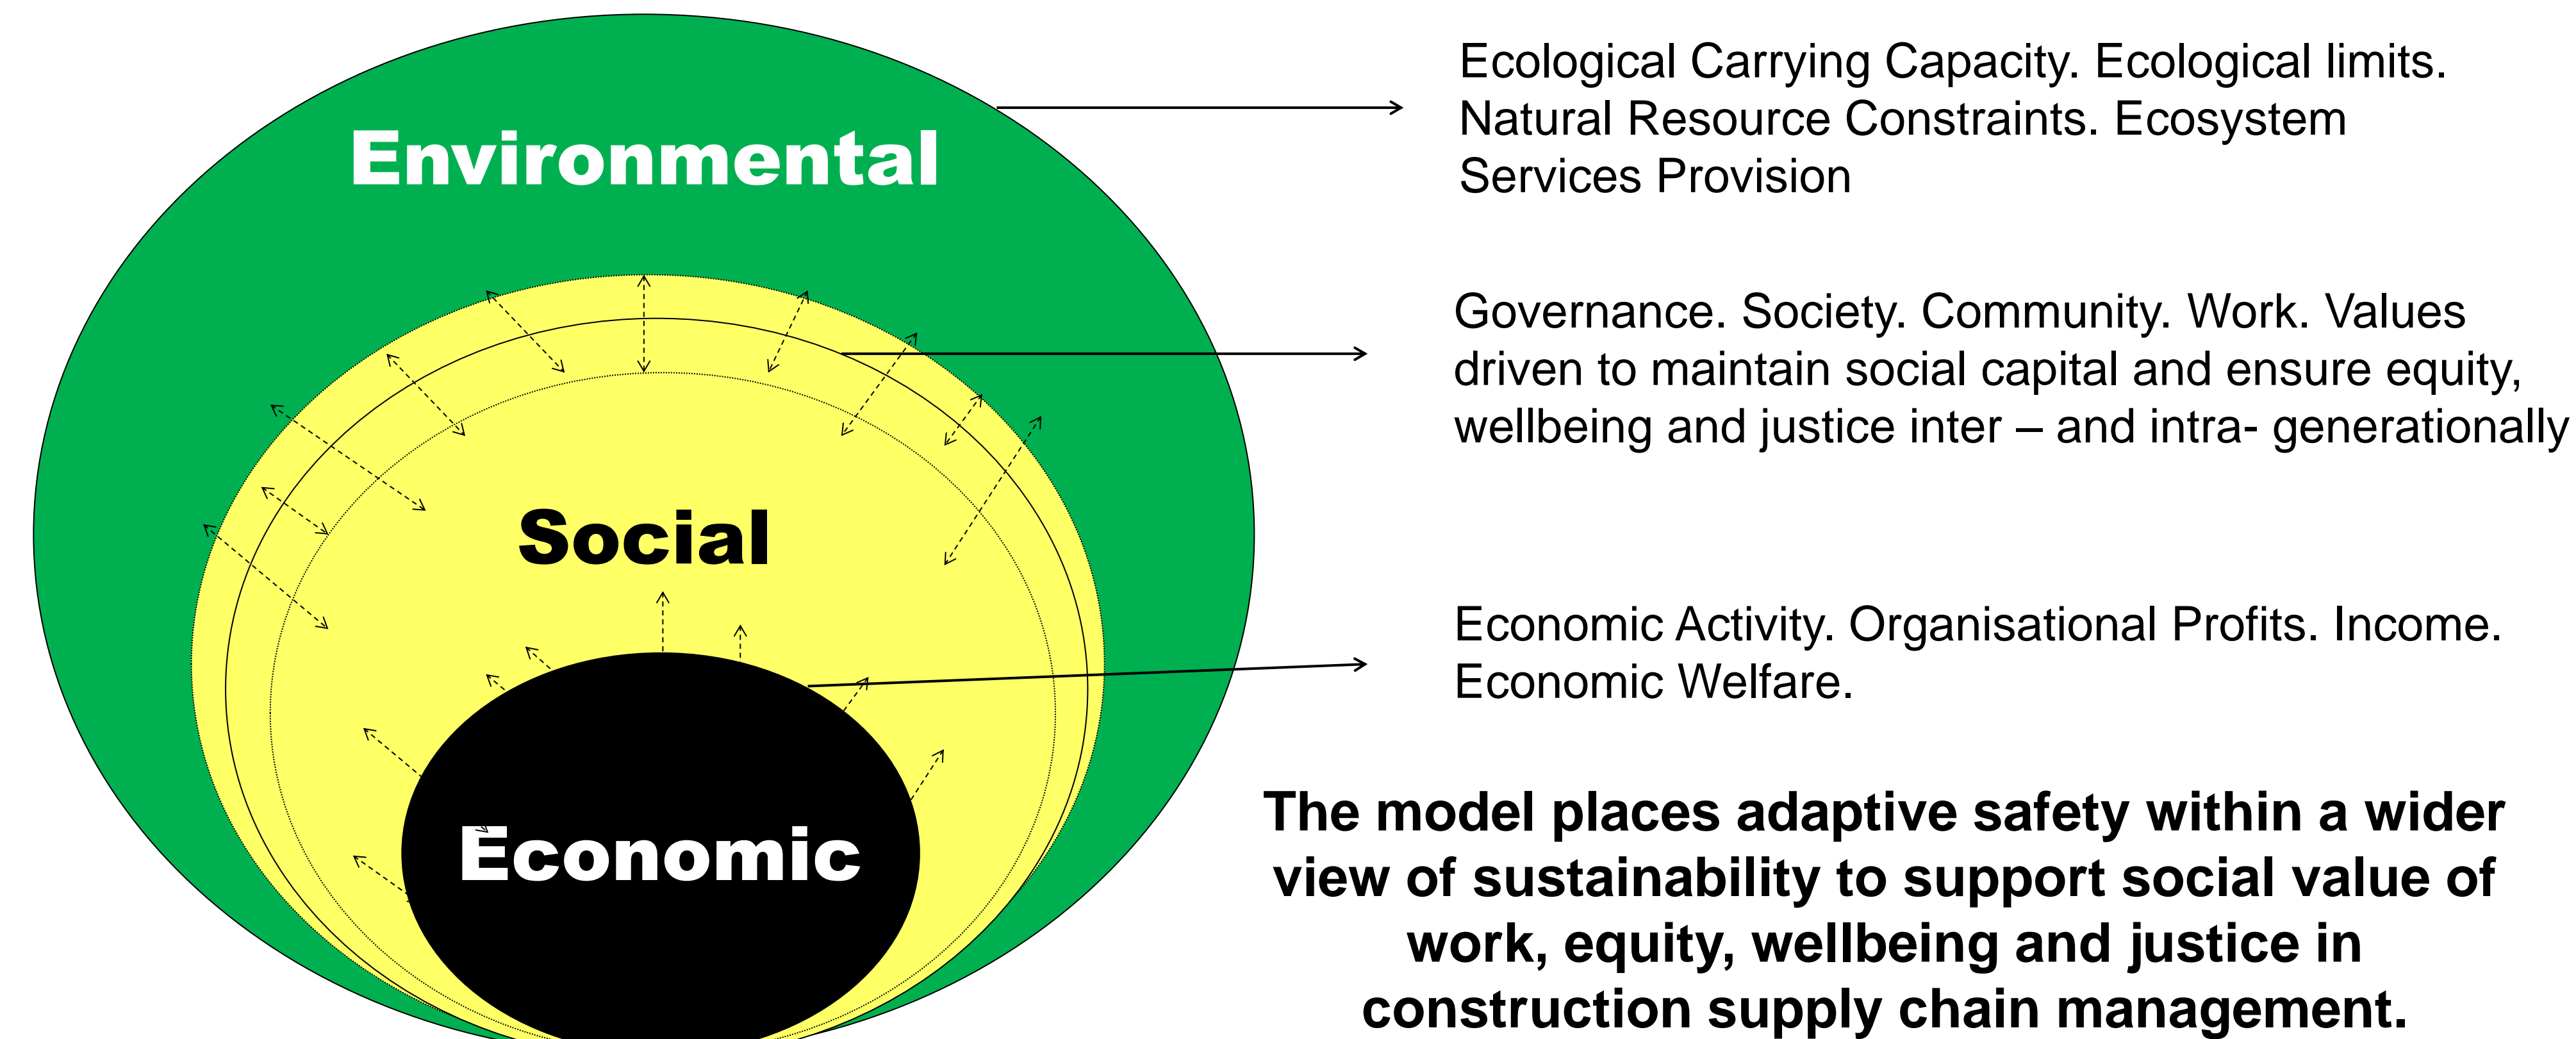 Environmental
Social
Economic
Ecological Carrying Capacity. Ecological limits.
Natural Resource Constraints. Ecosystem
Services Provision
Governance. Society. Community. Work. Values
driven to maintain social capital and ensure equity,
wellbeing and justice inter – and intra- generationally
Economic Activity. Organisational Profits. Income.
Economic Welfare.
The model places adaptive safety within a wider
view of sustainability to support social value of
work, equity, wellbeing and justice in
construction supply chain management.